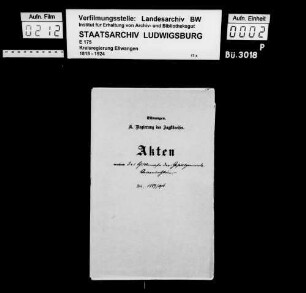 Aufn. Film
0212
Verfilmungsstelle: Landesarchiv BW
Institut für Erhaltung von Archiv- und Bibliotheksgut
STAATSARCHIV LUDWIGSBURG
E 175
Kreisregierung Ellwangen
1818 - 1924
Aufn. Einheit
0002
P
Bü. 3018
Ellwangen.
K. Regierung des Jagstkreises.
Akten